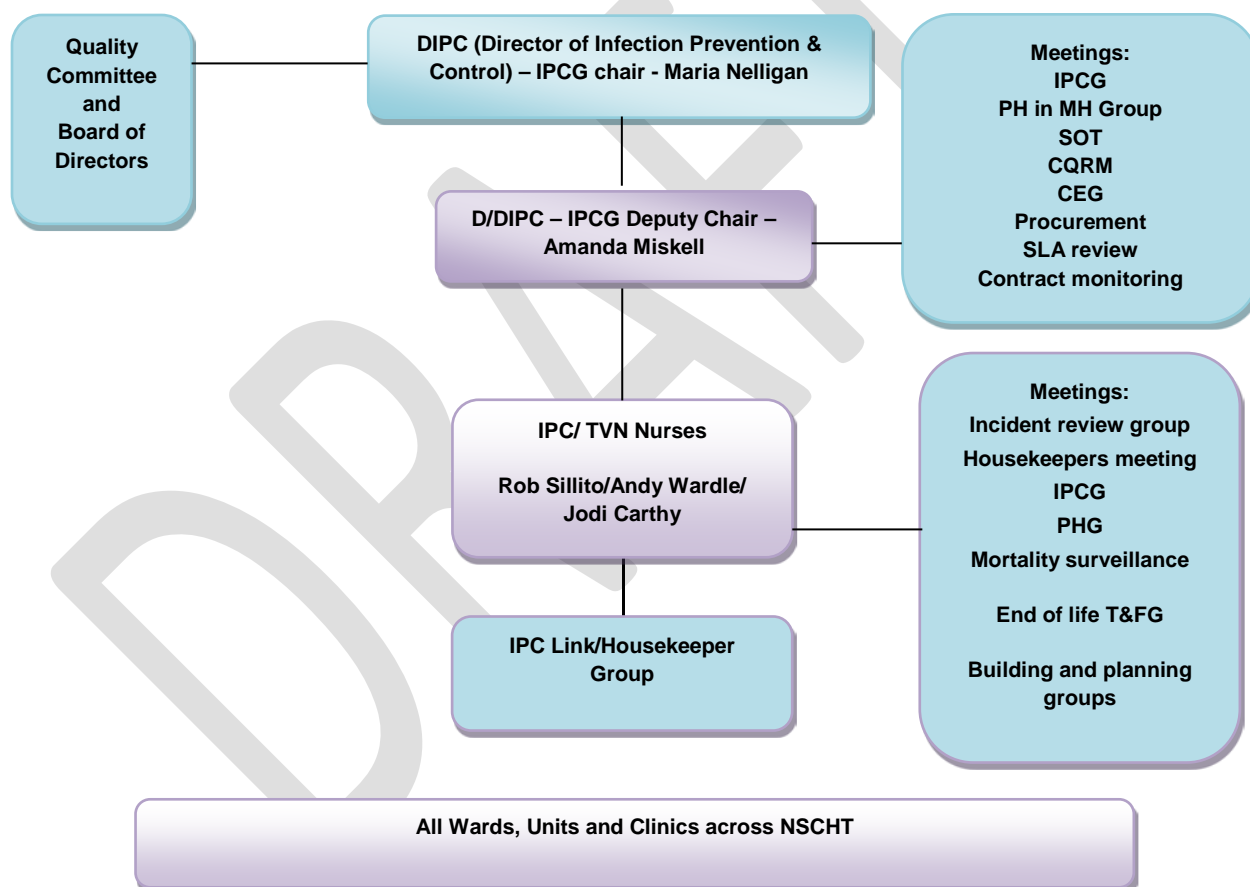 Quality
Committee
and
Board of
Directors
DIPC (Director of Infection Prevention &
Control) – IPCG chair - Maria Nelligan
Meetings:
IPCG
PH in MH Group
SOT
CQRM
CEG
Procurement
SLA review
Contract monitoring
D/DIPC – IPCG Deputy Chair –
Amanda Miskell
IPC/ TVN Nurses
Rob Sillito/Andy Wardle/
Jodi Carthy
Meetings:
Incident review group
Housekeepers meeting
IPCG
PHG
Mortality surveillance
End of life T&FG
Building and planning
groups
IPC Link/Housekeeper
Group
All Wards, Units and Clinics across NSCHT
DRAF